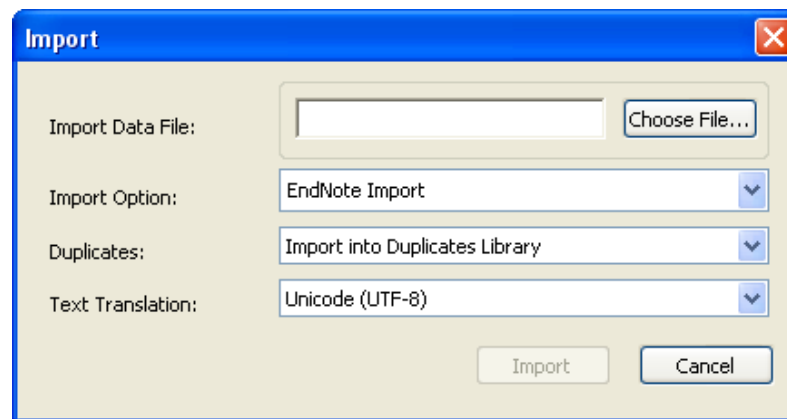 Import
Import Data File:
Choose File...
Import Option:
EndNote Import
Duplicates:
Import into Duplicates Library
Text Translation:
Unicode (UTF-8)
Import
Cancel